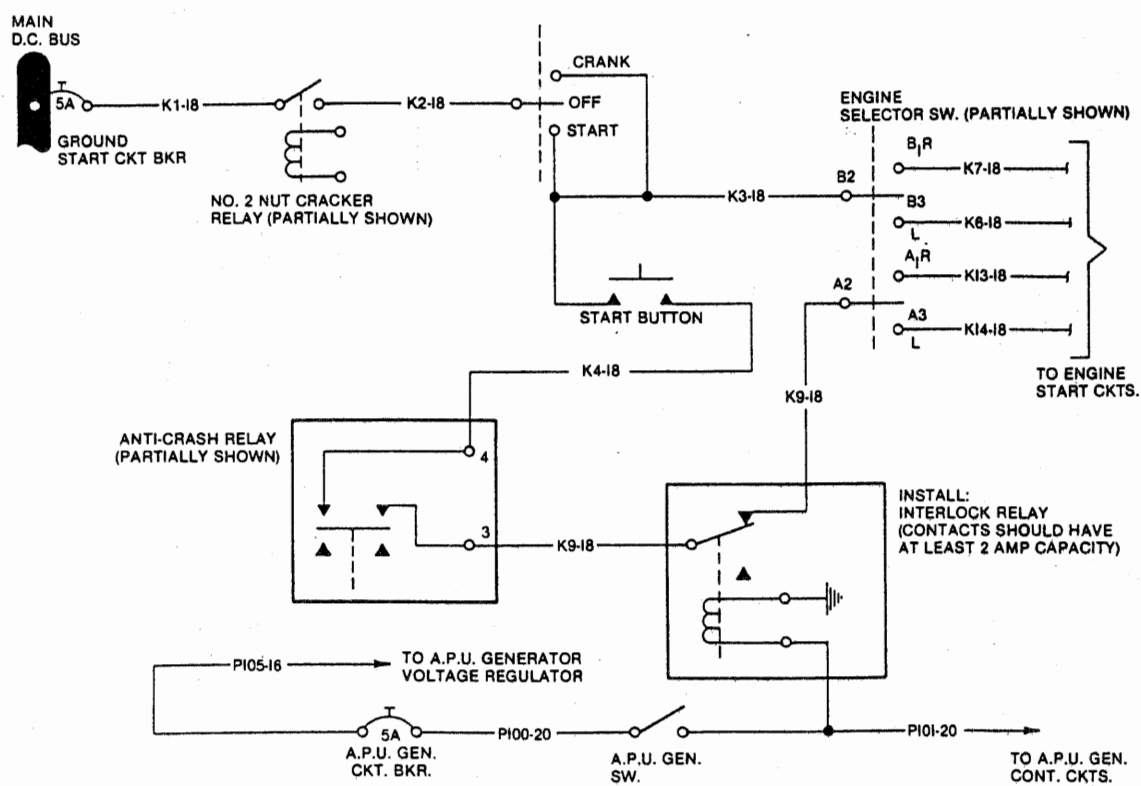 MAIN
D.C. BUS
5A
K1-18
K2-18
CRANK
OFF
START
GROUND
START CKT BKR
NO. 2 NUT CRACKER
RELAY (PARTIALLY SHOWN)
ENGINE
SELECTOR SW. (PARTIALLY SHOWN)
B1R
K7-18
B2
K3-18
B3
L
K6-18
A1R
K13-18
A2
A3
L
K14-18
TO ENGINE
START CKTS.
START BUTTON
K4-18
K9-18
ANTI-CRASH RELAY
(PARTIALLY SHOWN)
4
3
K9-18
INSTALL:
INTERLOCK RELAY
(CONTACTS SHOULD HAVE
AT LEAST 2 AMP CAPACITY)
P105-16
TO A.P.U. GENERATOR
VOLTAGE REGULATOR
5A
A.P.U. GEN.
CKT. BKR.
P100-20
A.P.U. GEN.
SW.
P101-20
TO A.P.U. GEN.
CONT. CKTS.